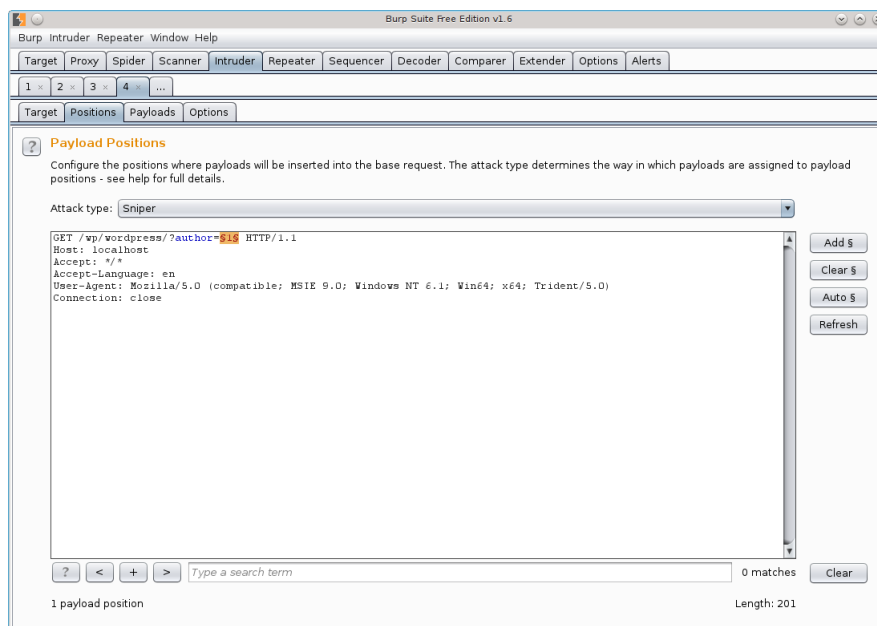 Burp Suite Free Edition v1.6
Burp Intruder Repeater Window Help
Target Proxy Spider Scanner Intruder Repeater Sequencer Decoder Comparer Extender Options Alerts
1 × 2 × 3 × 4 × ...
Target Positions Payloads Options
? Payload Positions
Configure the positions where payloads will be inserted into the base request. The attack type determines the way in which payloads are assigned to payload
positions - see help for full details.
Attack type: Sniper
GET /wp/wordpress/?author=§1§ HTTP/1.1
Host: localhost
Accept: */*
Accept-Language: en
User-Agent: Mozilla/5.0 (compatible; MSIE 9.0; Windows NT 6.1; Win64; x64; Trident/5.0)
Connection: close
Add §
Clear §
Auto §
Refresh
? < + > Type a search term 0 matches Clear
1 payload position Length: 201